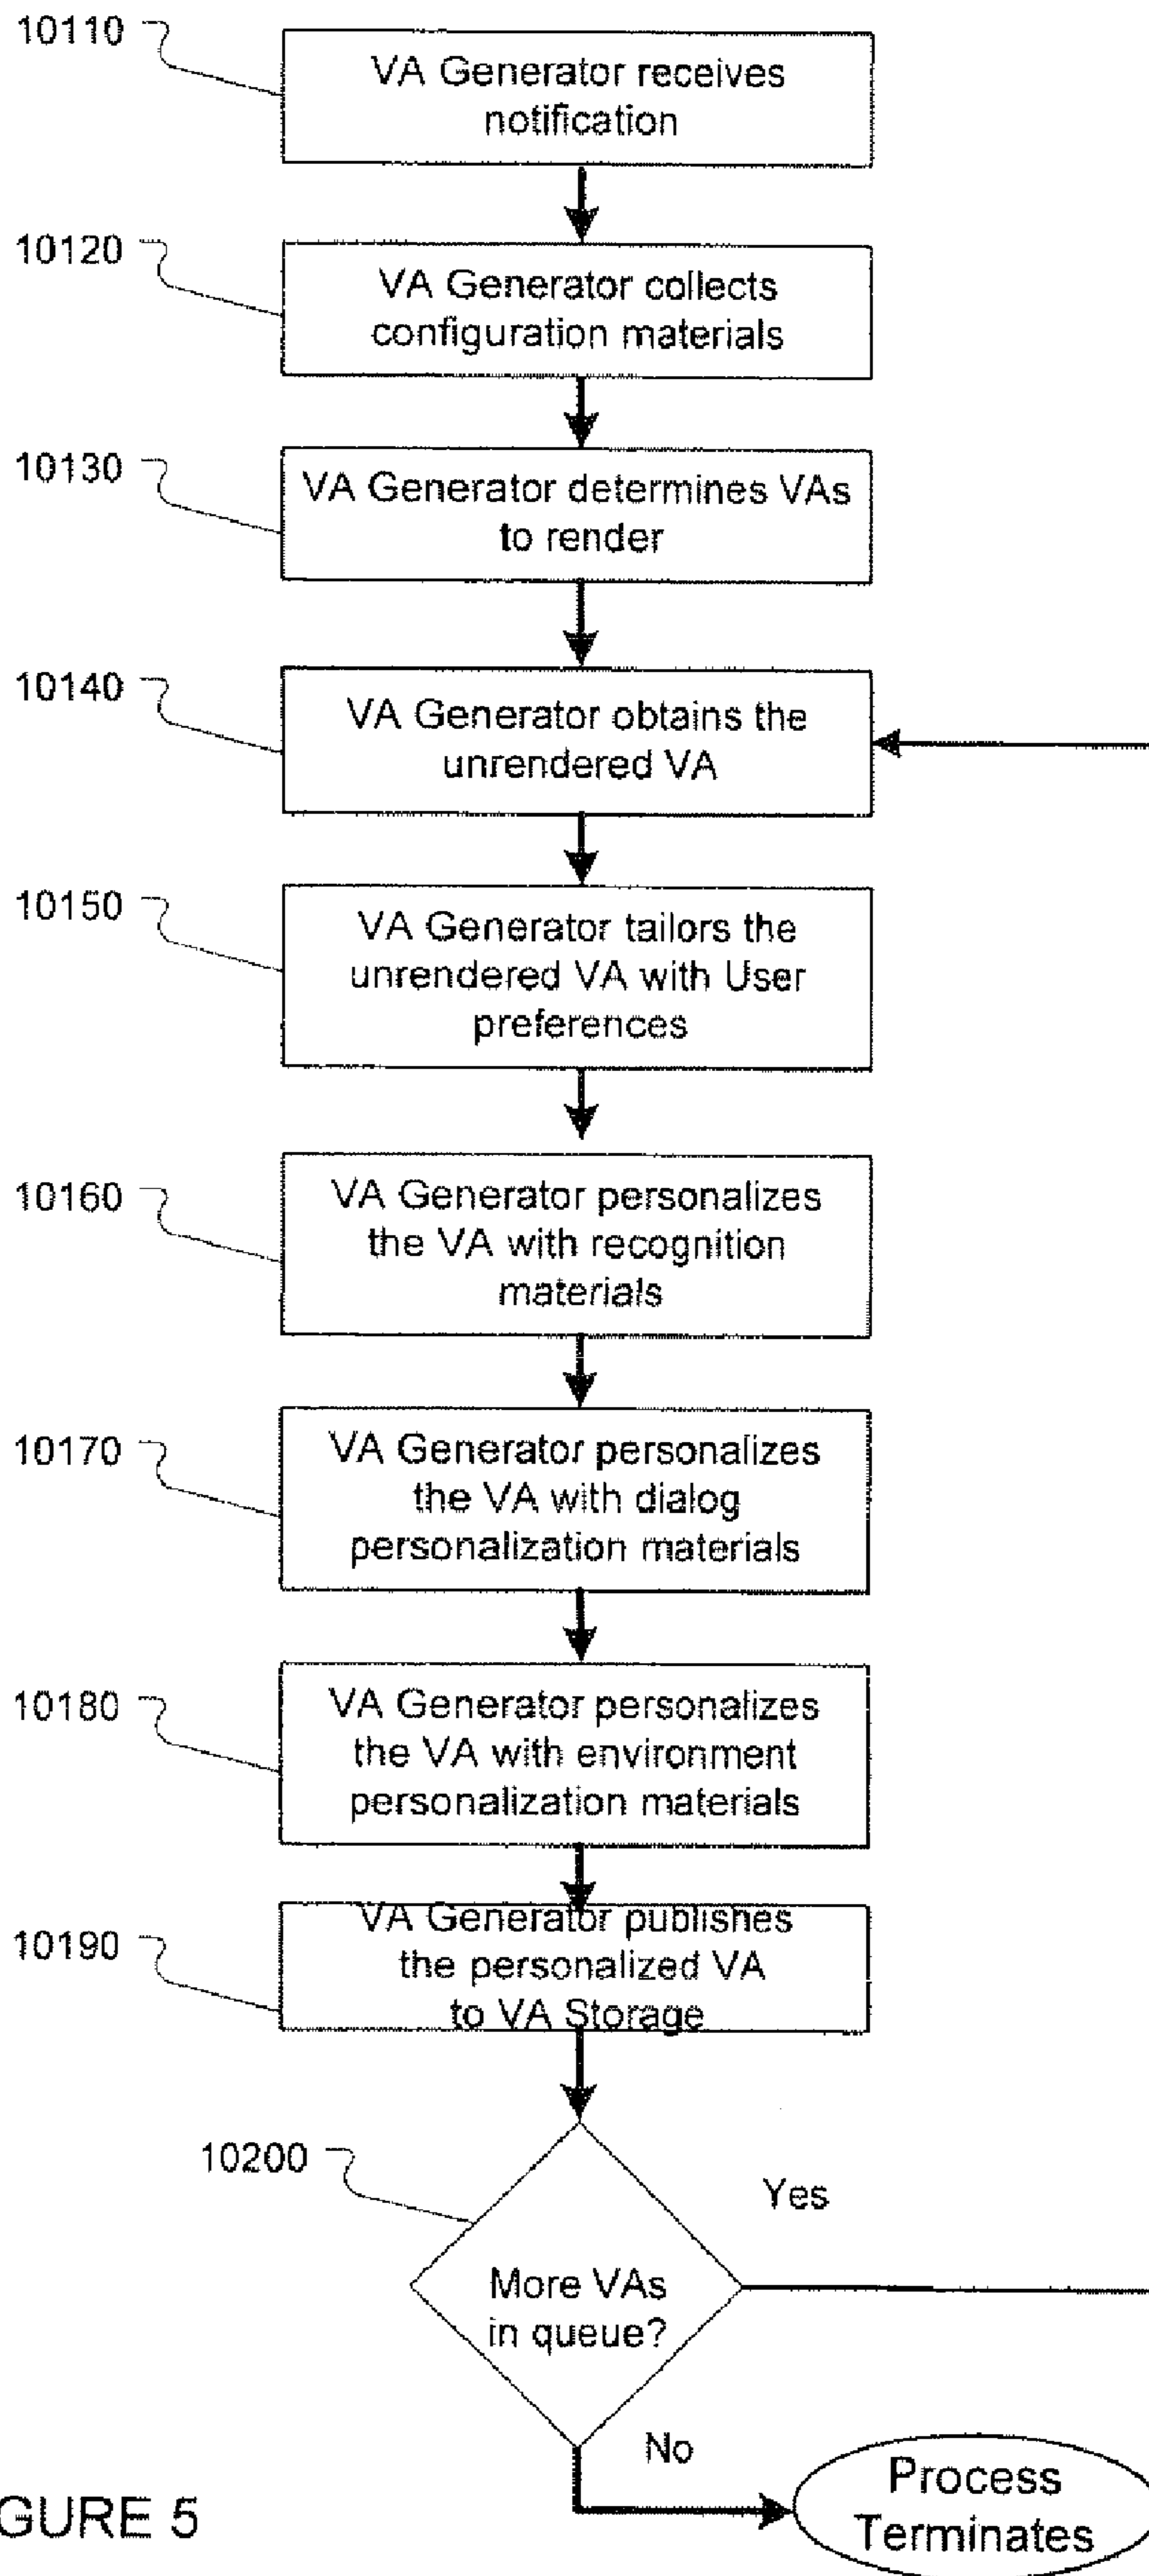 10110
VA Generator receives
notification
10120
VA Generator collects
configuration materials
10130
VA Generator determines VAs
to render
10140
VA Generator obtains the
unrendered VA
10150
VA Generator tailors the
unrendered VA with User
preferences
10160
VA Generator personalizes
the VA with recognition
materials
10170
VA Generator personalizes
the VA with dialog
personalization materials
10180
VA Generator personalizes
the VA with environment
personalization materials
10190
VA Generator publishes
the personalized VA
to VA Storage
10200
Yes
More VAs
in queue?
No
Process
Terminates
GURE 5